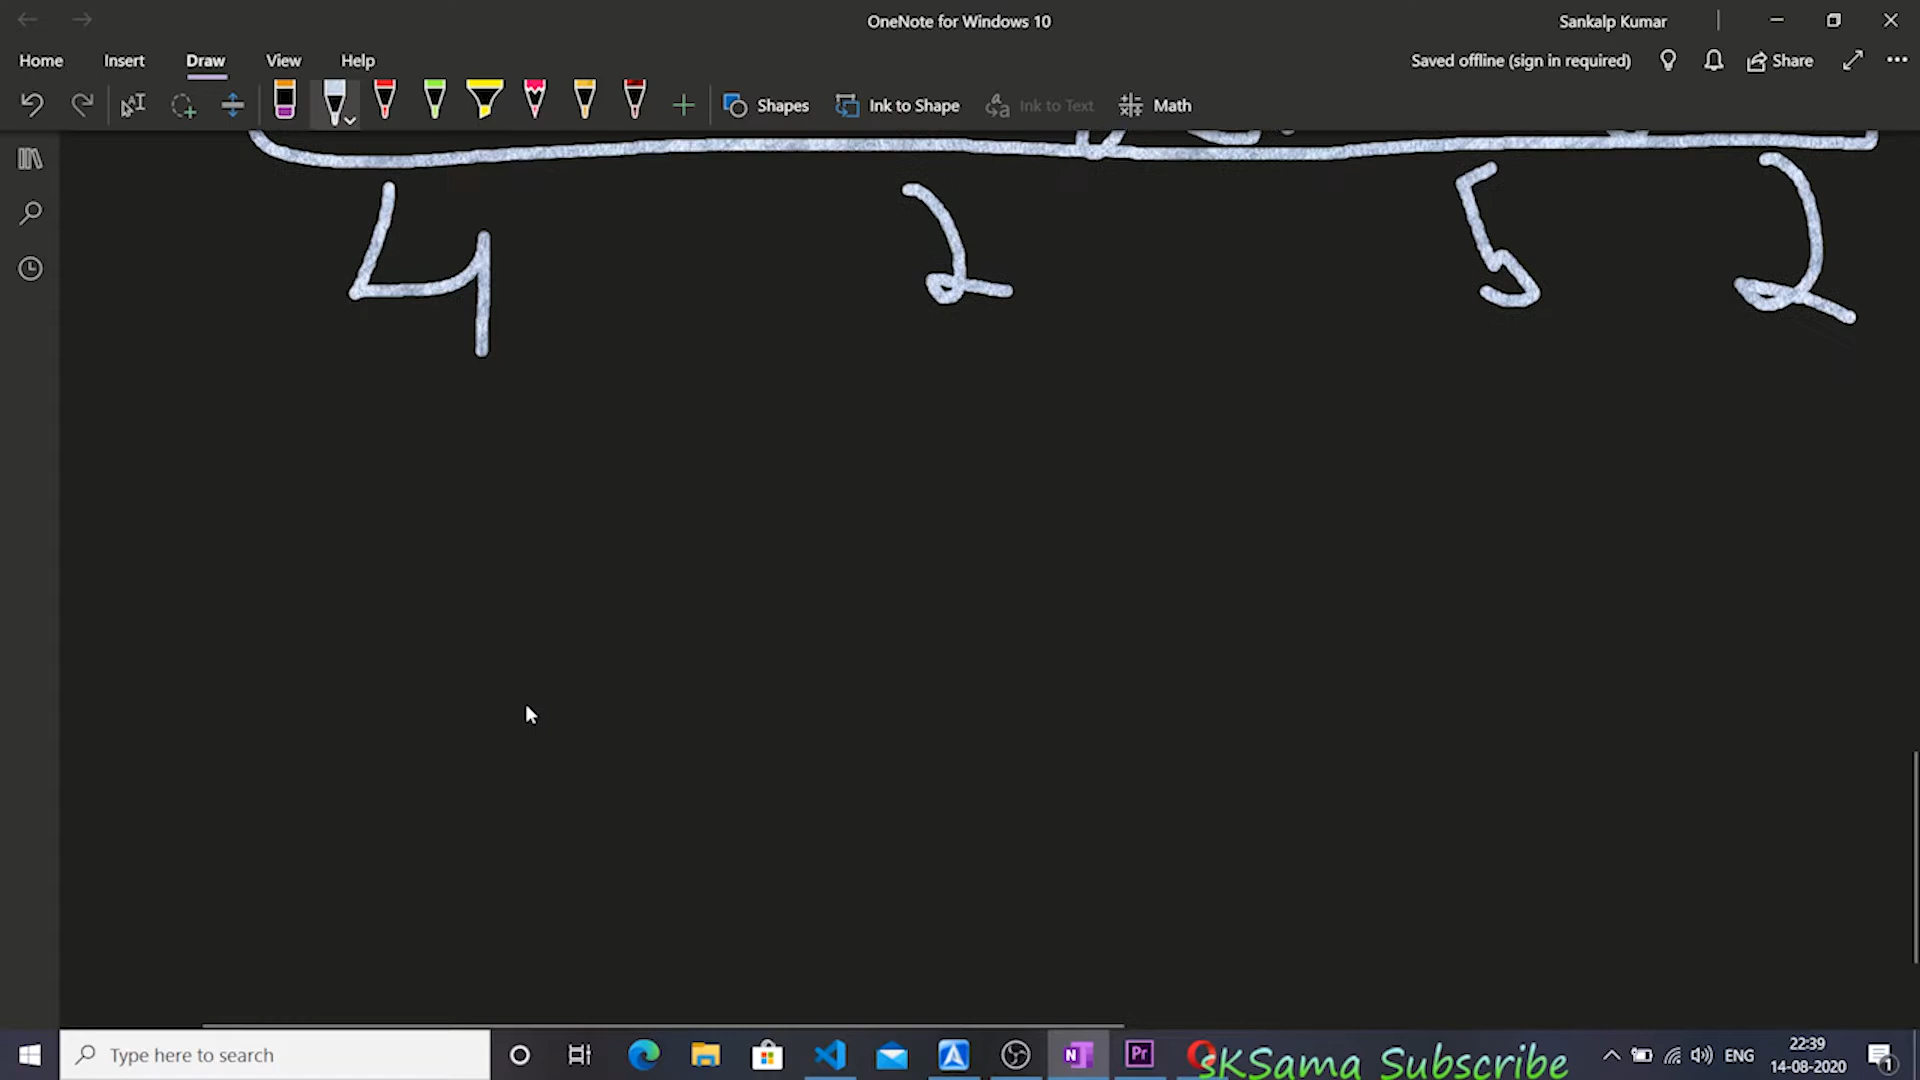 OneNote for Windows 10
Sankalp Kumar
Home Insert Draw View Help
Saved offline (sign in required)
Share
Shapes Ink to Shape Ink to Text Math
4 2 5 2
Type here to search
sKSama Subscribe
ENG
22:39
14-08-2020
1